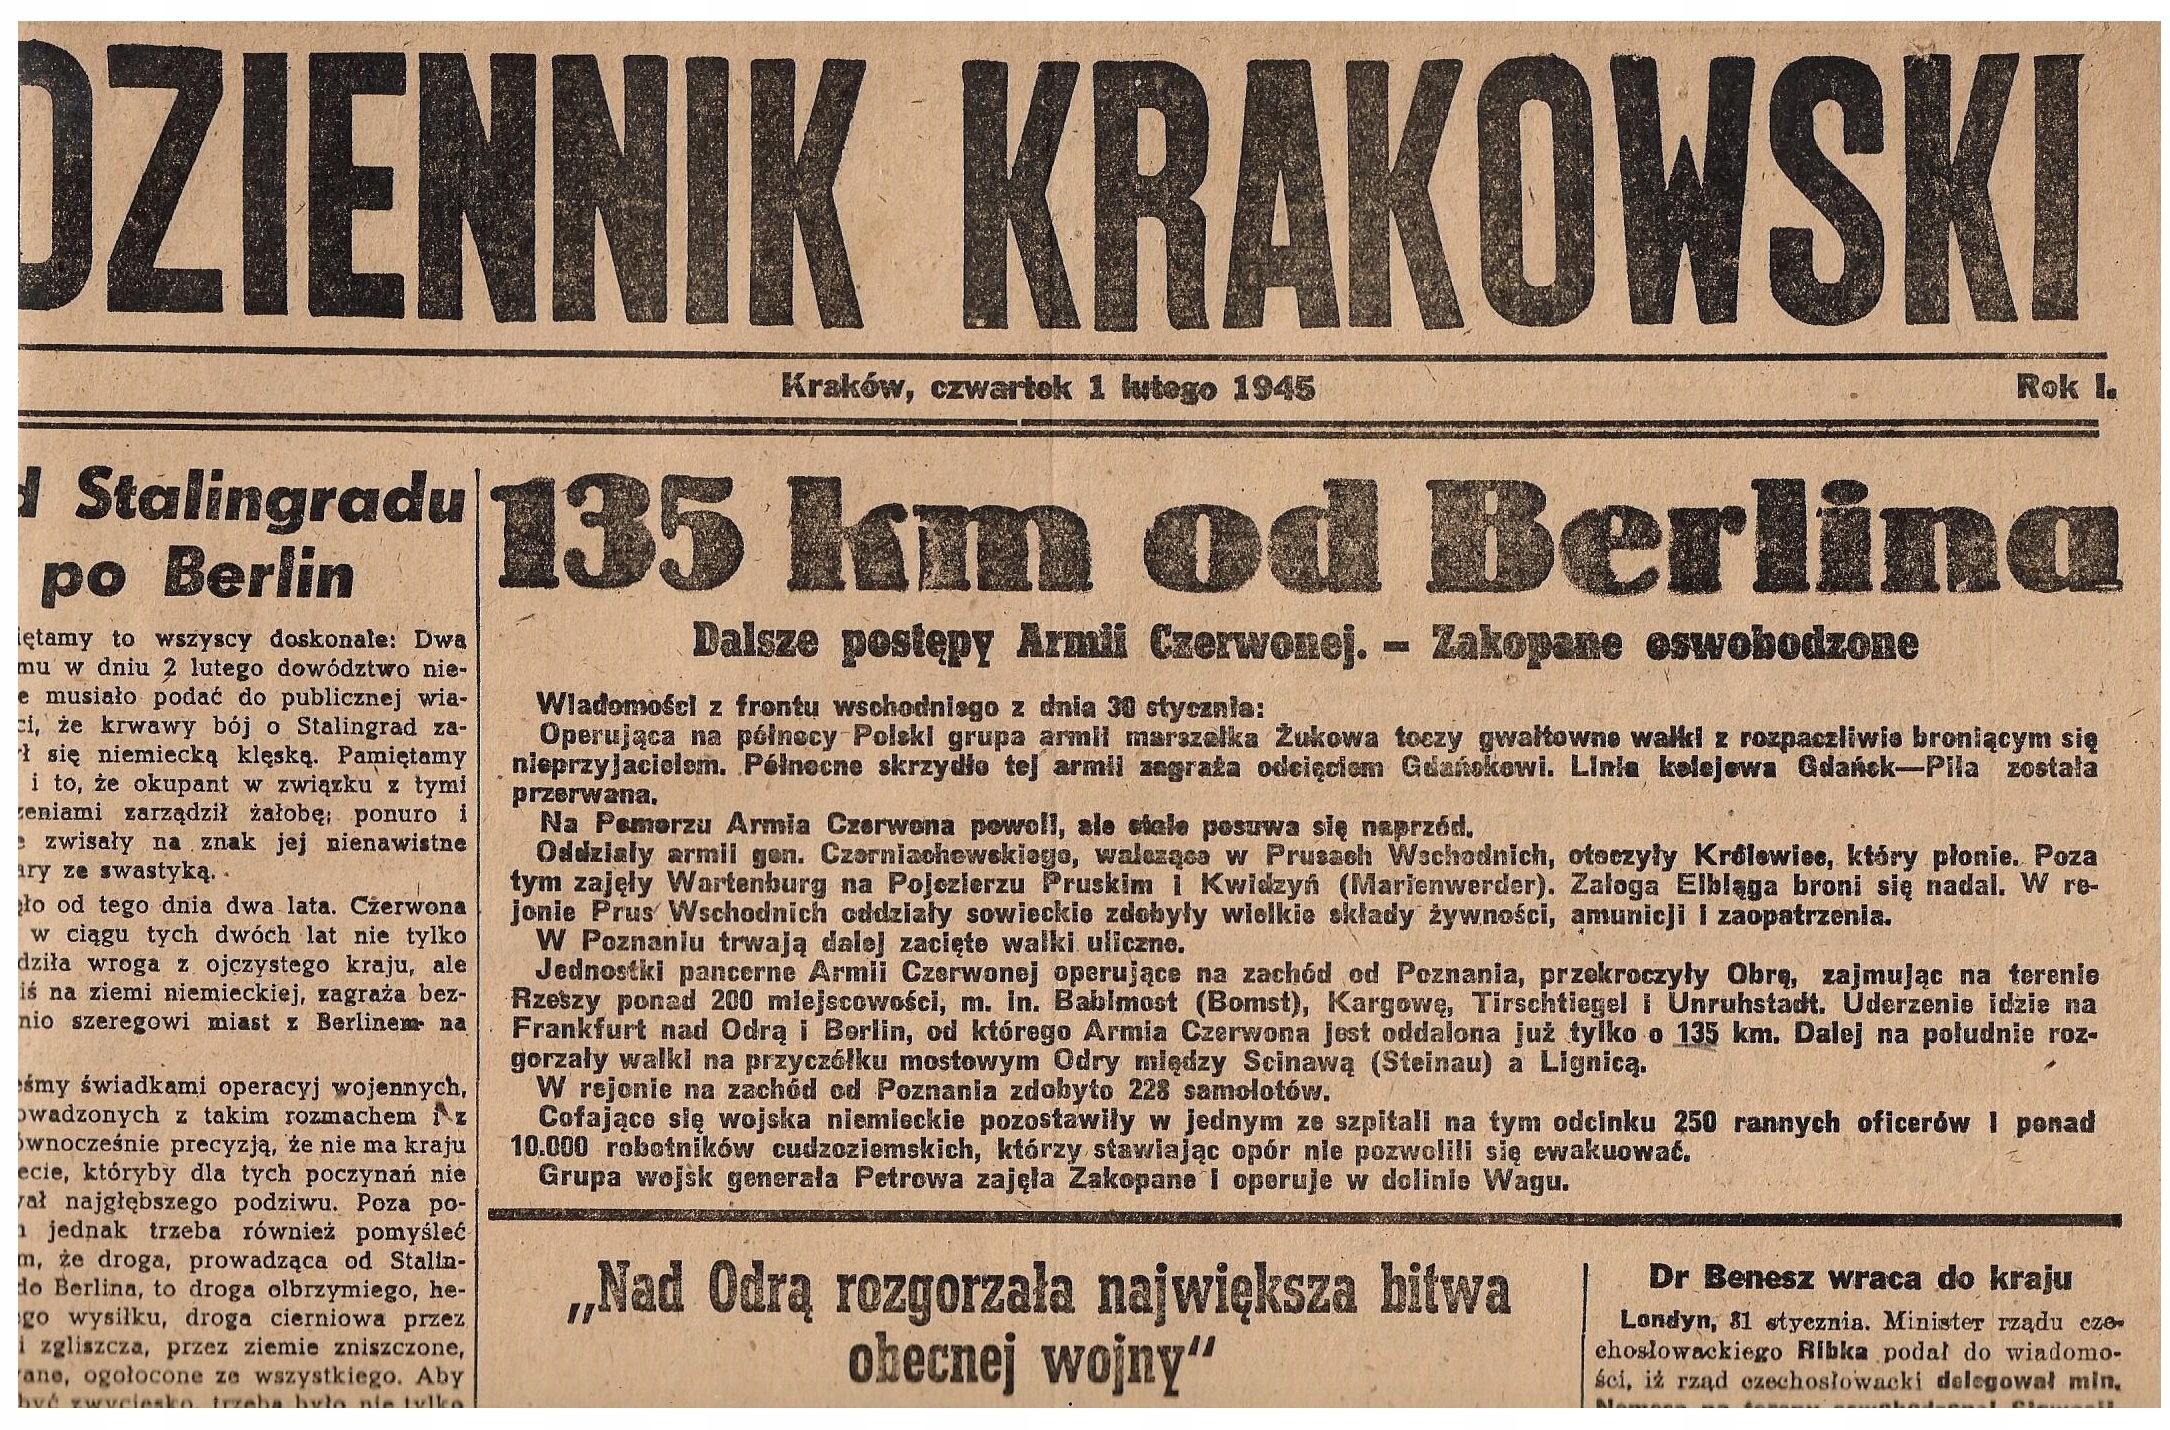 DZIENNIK KRAKOWSKI
Kraków, czwartek 1 lutego 1945
Rok I.
Stalingradu
po Berlin
iętamy to wszyscy doskonale: Dwa
mu w dniu 2 lutego dowództwo nie-
e musiało podać do publicznej wia-
ci, że krwawy bój o Stalingrad za-
ł się niemiecką klęską. Pamiętamy
i to, że okupant w związku z tymi
zeniami zarządził żałobę; ponuro i
e zwisały na znak jej nienawistne
ary ze swastyką.
ęło od tego dnia dwa lata. Czerwona
w ciągu tych dwóch lat nie tylko
dziła wroga z ojczystego kraju, ale
iś na ziemi niemieckiej, zagraża bez-
nio szeregowi miast z Berlinem na
eśmy świadkami operacyj wojennych,
owadzonych z takim rozmachem i z
ównocześnie precyzją, że nie ma kraju
ecie, któryby dla tych poczynań nie
ał najgłębszego podziwu. Poza po-
jednak trzeba również pomyśleć
m, że droga, prowadząca od Stalin-
do Berlina, to droga olbrzymiego, he-
go wysiłku, droga cierniowa przez
i zgliszcza, przez ziemie zniszczone,
ane, ogołocone ze wszystkiego. Aby
być zwycięsko, trzeba było nie tylko
135 km od Berlina
Dalsze postępy Armii Czerwonej. – Zakopane oswobodzone
Wiadomości z frontu wschodniego z dnia 30 stycznia:
Operująca na północy Polski grupa armii marszałka Żukowa toczy gwałtowne walki z rozpaczliwie broniącym się
nieprzyjacielem. Północne skrzydło tej armii zagraża odcięciem Gdańskowi. Linia kolejowa Gdańsk—Piła została
przerwana.
Na Pomorzu Armia Czerwona powoli, ale stale posuwa się naprzód.
Oddziały armii gen. Czerniachowskiego, walczące w Prusach Wschodnich, otoczyły Królewiec, który płonie. Poza
tym zajęły Wartenburg na Pojezierzu Pruskim i Kwidzyń (Marienwerder). Załoga Elbląga broni się nadal. W re-
jonie Prus Wschodnich oddziały sowieckie zdobyły wielkie składy żywności, amunicji i zaopatrzenia.
W Poznaniu trwają dalej zacięte walki uliczne.
Jednostki pancerne Armii Czerwonej operujące na zachód od Poznania, przekroczyły Obrę, zajmując na terenie
Rzeszy ponad 200 miejscowości, m. in. Babimost (Bomst), Kargowę, Tirschtiegel i Unruhstadt. Uderzenie idzie na
Frankfurt nad Odrą i Berlin, od którego Armia Czerwona jest oddalona już tylko o 135 km. Dalej na południe roz-
gorzały walki na przyczółku mostowym Odry między Scinawą (Steinau) a Lignicą.
W rejonie na zachód od Poznania zdobyto 228 samolotów.
Cofające się wojska niemieckie pozostawiły w jednym ze szpitali na tym odcinku 250 rannych oficerów i ponad
10.000 robotników cudzoziemskich, którzy stawiając opór nie pozwolili się ewakuować.
Grupa wojsk generała Petrowa zajęła Zakopane i operuje w dolinie Wagu.
„Nad Odrą rozgorzała największa bitwa
obecnej wojny“
Dr Benesz wraca do kraju
Londyn, 31 stycznia. Minister rządu cze-
chosłowackiego Ribka podał do wiadomo-
ści, iż rząd czechosłowacki delegował min.